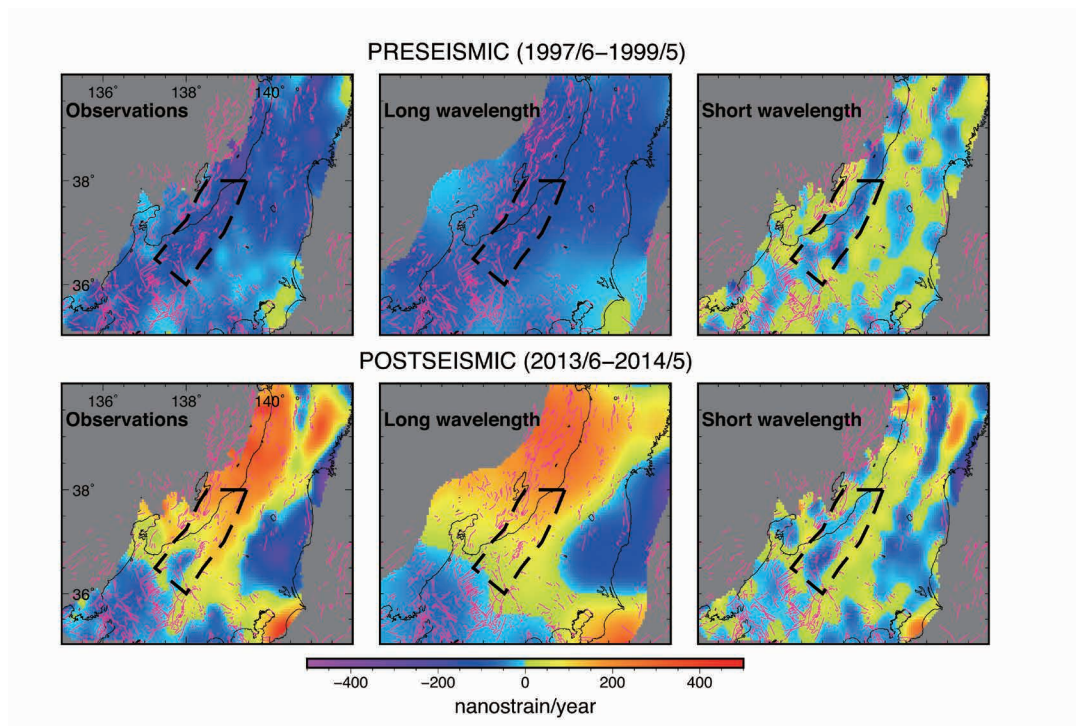 PRESEISMIC (1997/6−1999/5)
136° 138° 140°
Observations
Long wavelength
Short wavelength
38°
36°
POSTSEISMIC (2013/6−2014/5)
136° 138° 140°
Observations
Long wavelength
Short wavelength
38°
36°
−400 −200 0 200 400
nanostrain/year